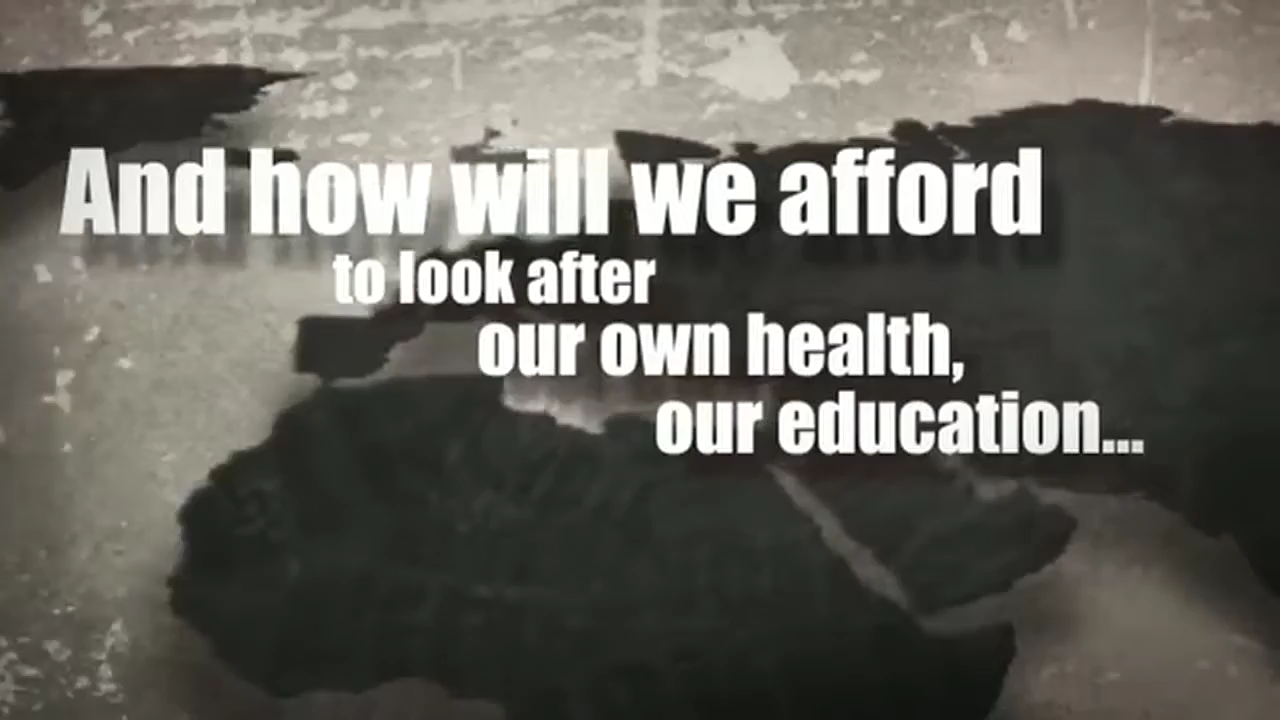 And how will we afford
to look after
our own health,
our education...